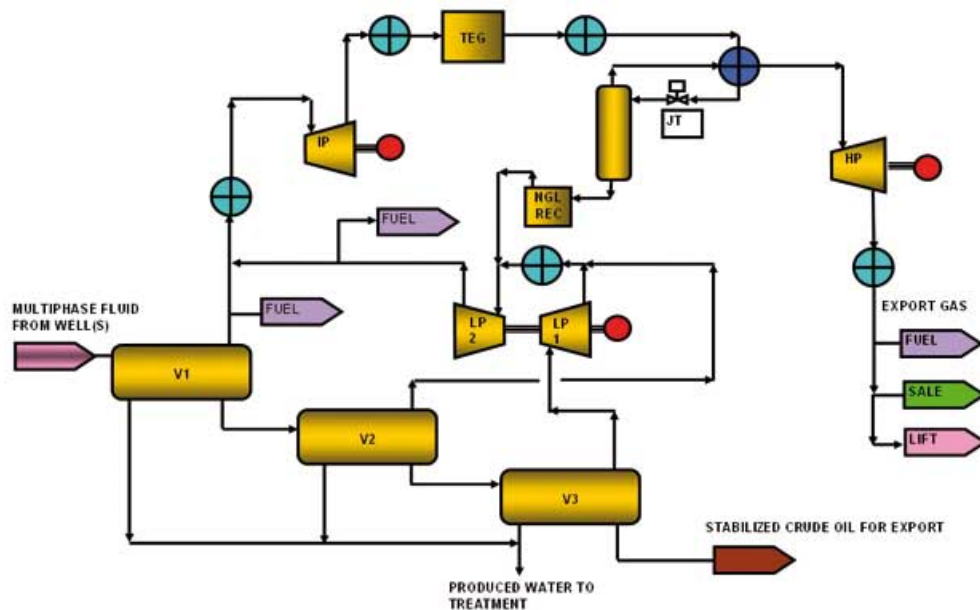 TEG
IP
JT
HP
NGL
REC
FUEL
MULTIPHASE FLUID
FROM WELL(S)
FUEL
LP
2
LP
1
EXPORT GAS
FUEL
V1
SALE
V2
LIFT
V3
STABILIZED CRUDE OIL FOR EXPORT
PRODUCED WATER TO
TREATMENT